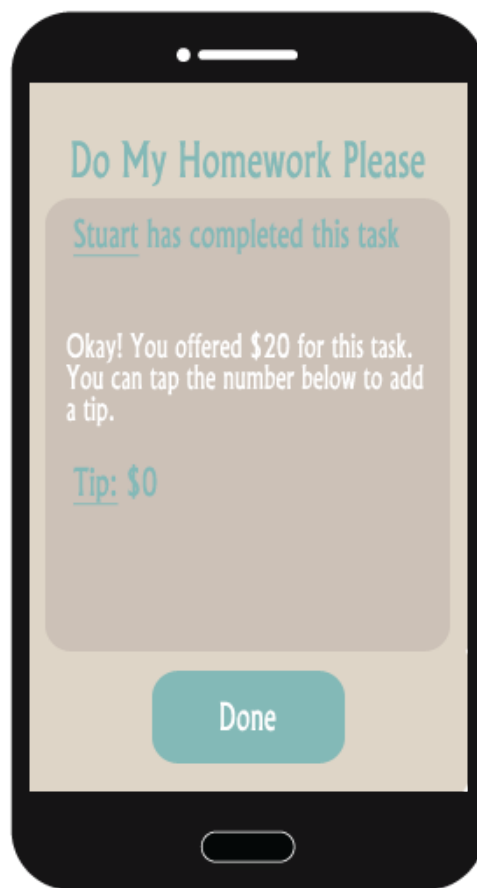 Do My Homework Please
Stuart has completed this task
Okay! You offered $20 for this task.
You can tap the number below to add
a tip.
Tip: $0
Done